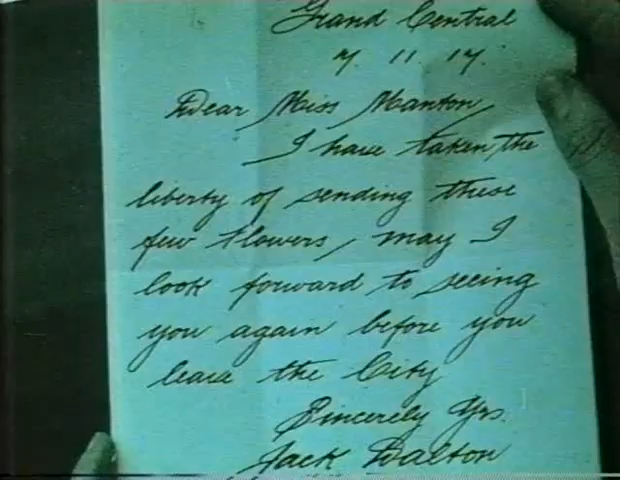 Grand Central
7. 11. 17.
Dear Miss Manton,
I have taken the
liberty of sending these
few flowers, may I
look forward to seeing
you again before you
leave the City
Sincerely Yrs.
Jack Dalton